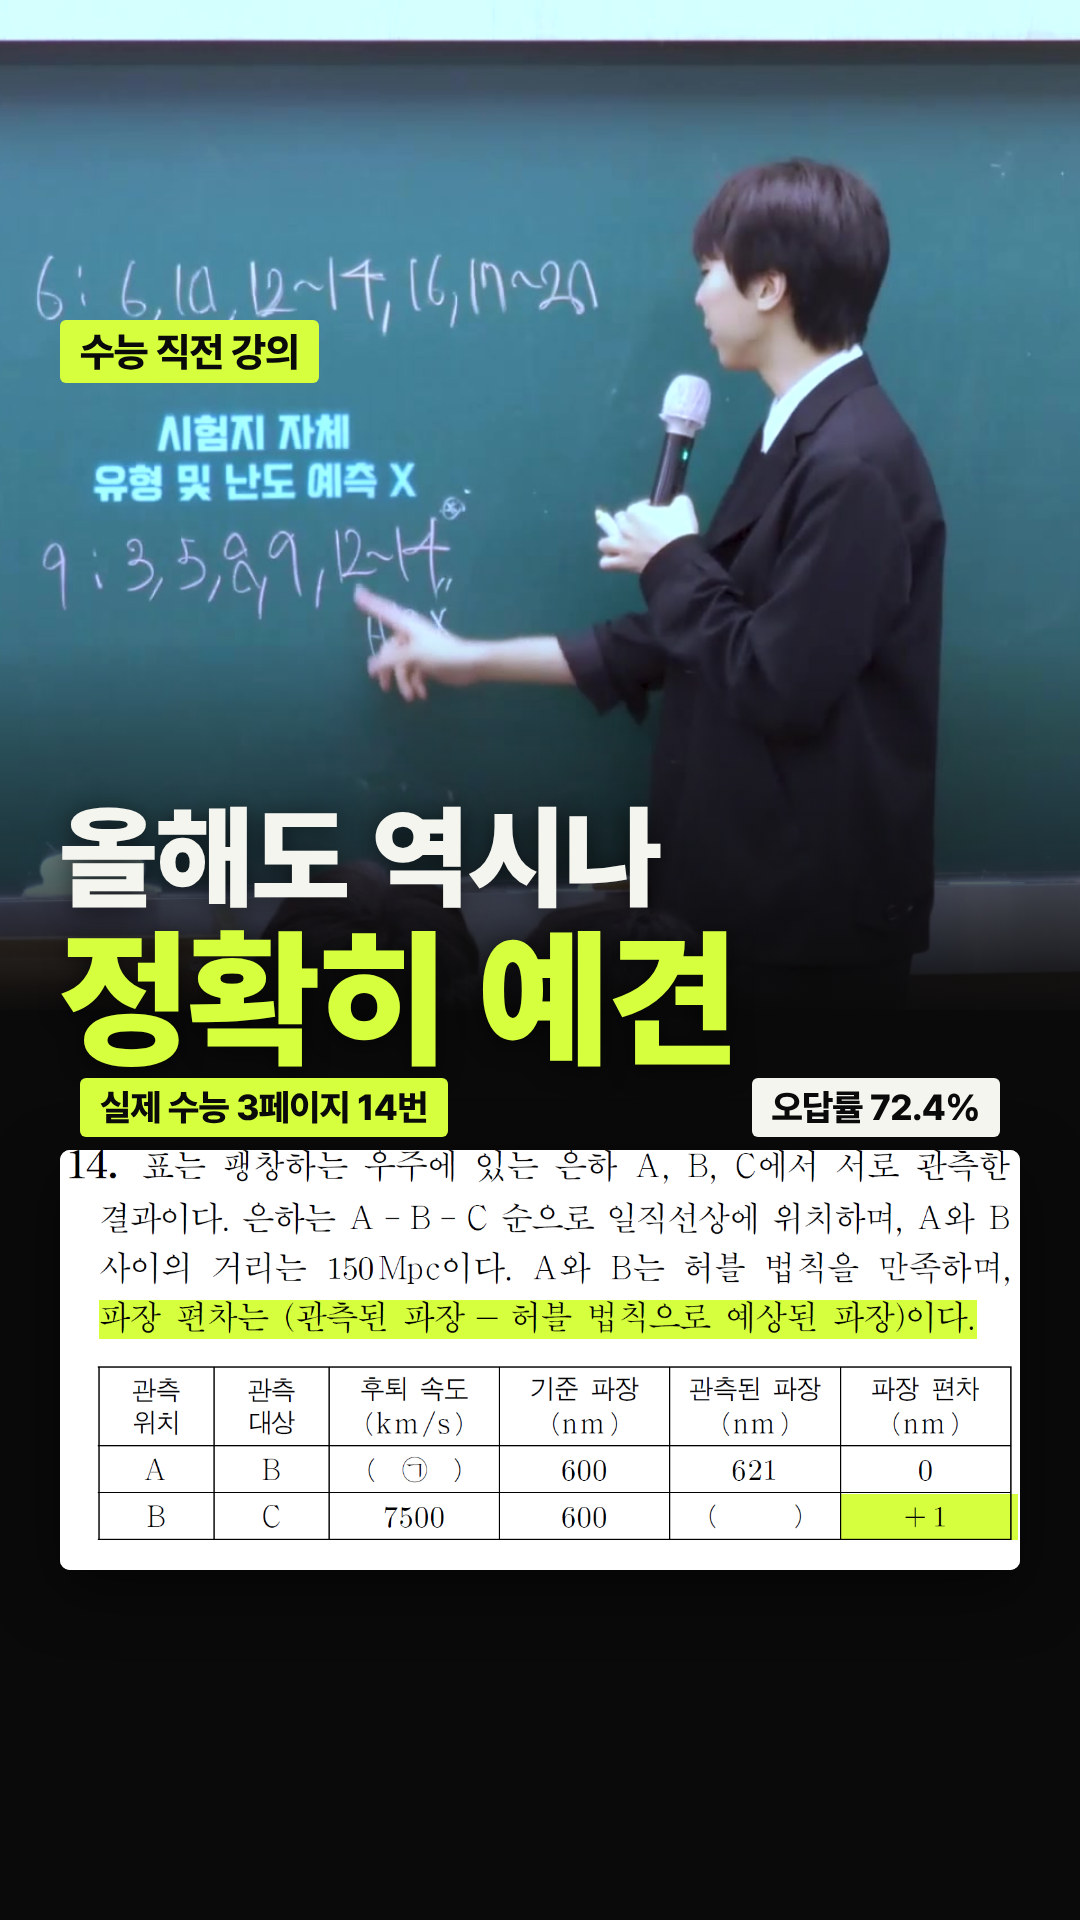 6 : 6, 10, 12~14, 16, 17~20
수능 직전 강의
시험지 자체
유형 및 난도 예측 X
9 : 3, 5, 8, 9, 12~14
올해도 역시나
정확히 예견
실제 수능 3페이지 14번
오답률 72.4%
14. 표는 팽창하는 우주에 있는 은하 A, B, C에서 서로 관측한
결과이다. 은하는 A - B - C 순으로 일직선상에 위치하며, A와 B
사이의 거리는 150Mpc이다. A와 B는 허블 법칙을 만족하며,
파장 편차는 (관측된 파장 - 허블 법칙으로 예상된 파장)이다.
관측 위치 관측 대상 후퇴 속도 (km/s) 기준 파장 (nm) 관측된 파장 (nm) 파장 편차 (nm)
A B ( ㉠ ) 600 621 0
B C 7500 600 ( ) +1